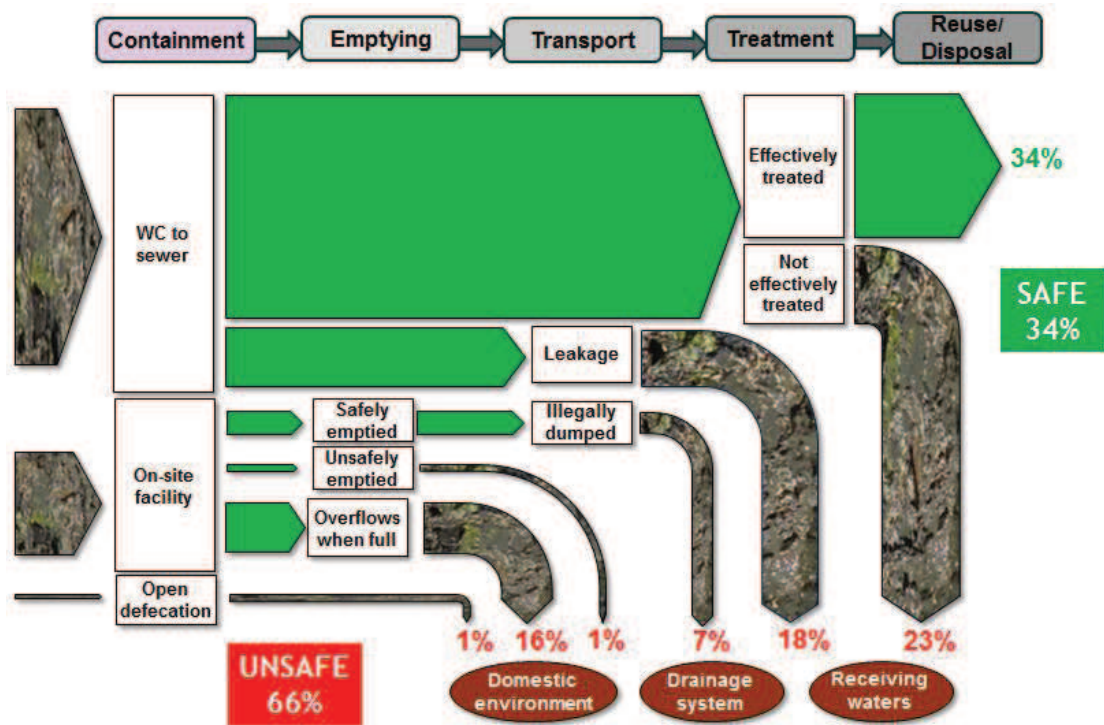 Containment
Emptying
Transport
Treatment
Reuse/
Disposal
WC to
sewer
Effectively
treated
34%
Not
effectively
treated
SAFE
34%
Leakage
On-site
facility
Safely
emptied
Illegally
dumped
Unsafely
emptied
Overflows
when full
Open
defecation
1%
16%
1%
7%
18%
23%
UNSAFE
66%
Domestic
environment
Drainage
system
Receiving
waters